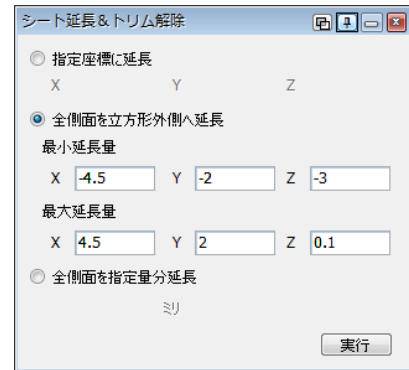 シート延長＆トリム解除
指定座標に延長
X Y Z
全側面を立方形外側へ延長
最小延長量
X -4.5 Y -2 Z -3
最大延長量
X 4.5 Y 2 Z 0.1
全側面を指定量分延長
ミリ
実行